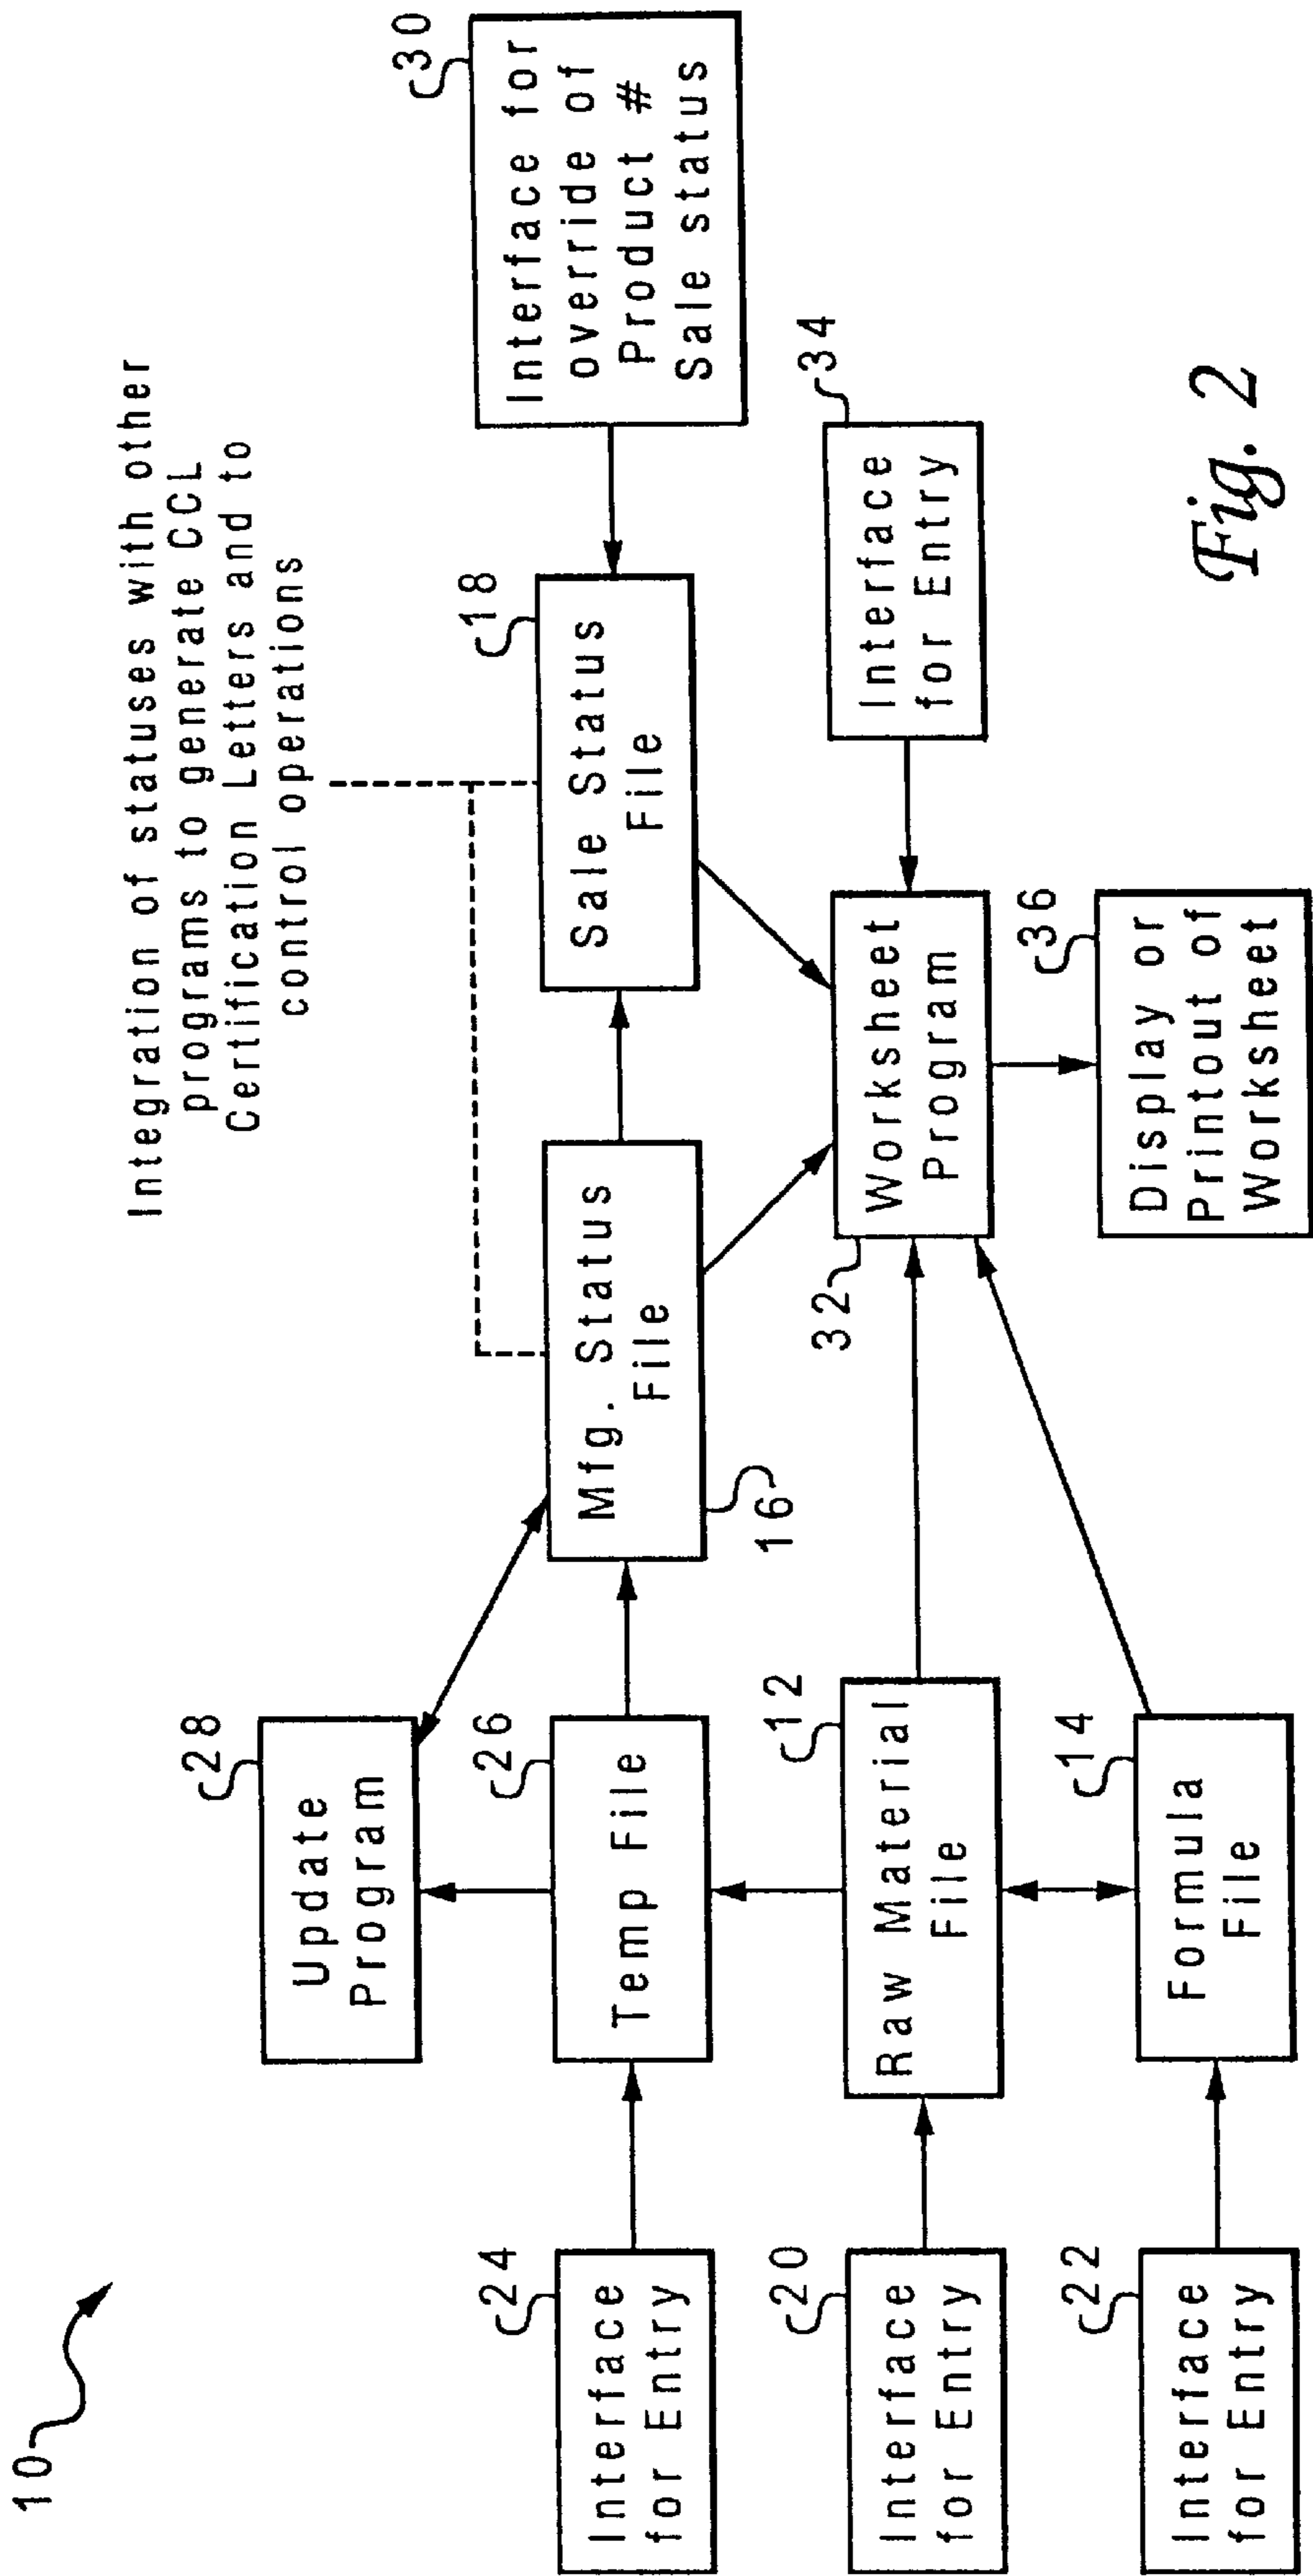 10
Integration of statuses with other
programs to generate CCL
Certification Letters and to
control operations
28
Update
Program
24
Interface
for Entry
26
Temp File
Mfg. Status
File
16
18
Sale Status
File
30
Interface for
override of
Product #
Sale status
20
Interface
for Entry
12
Raw Material
File
32
Worksheet
Program
34
Interface
for Entry
22
Interface
for Entry
14
Formula
File
36
Display or
Printout of
Worksheet
Fig. 2